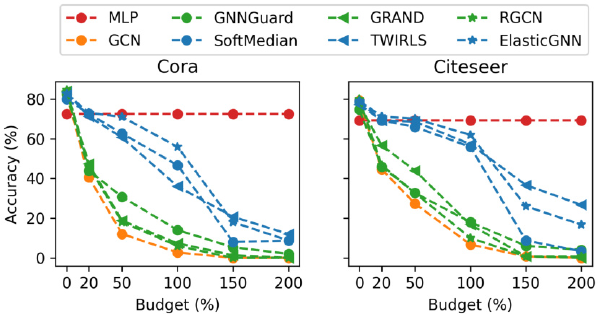 MLP GNNGuard GRAND RGCN
GCN SoftMedian TWIRLS ElasticGNN
Cora Citeseer
80
60
40
20
0
Accuracy (%)
0 20 50 100 150 200 0 20 50 100 150 200
Budget (%) Budget (%)